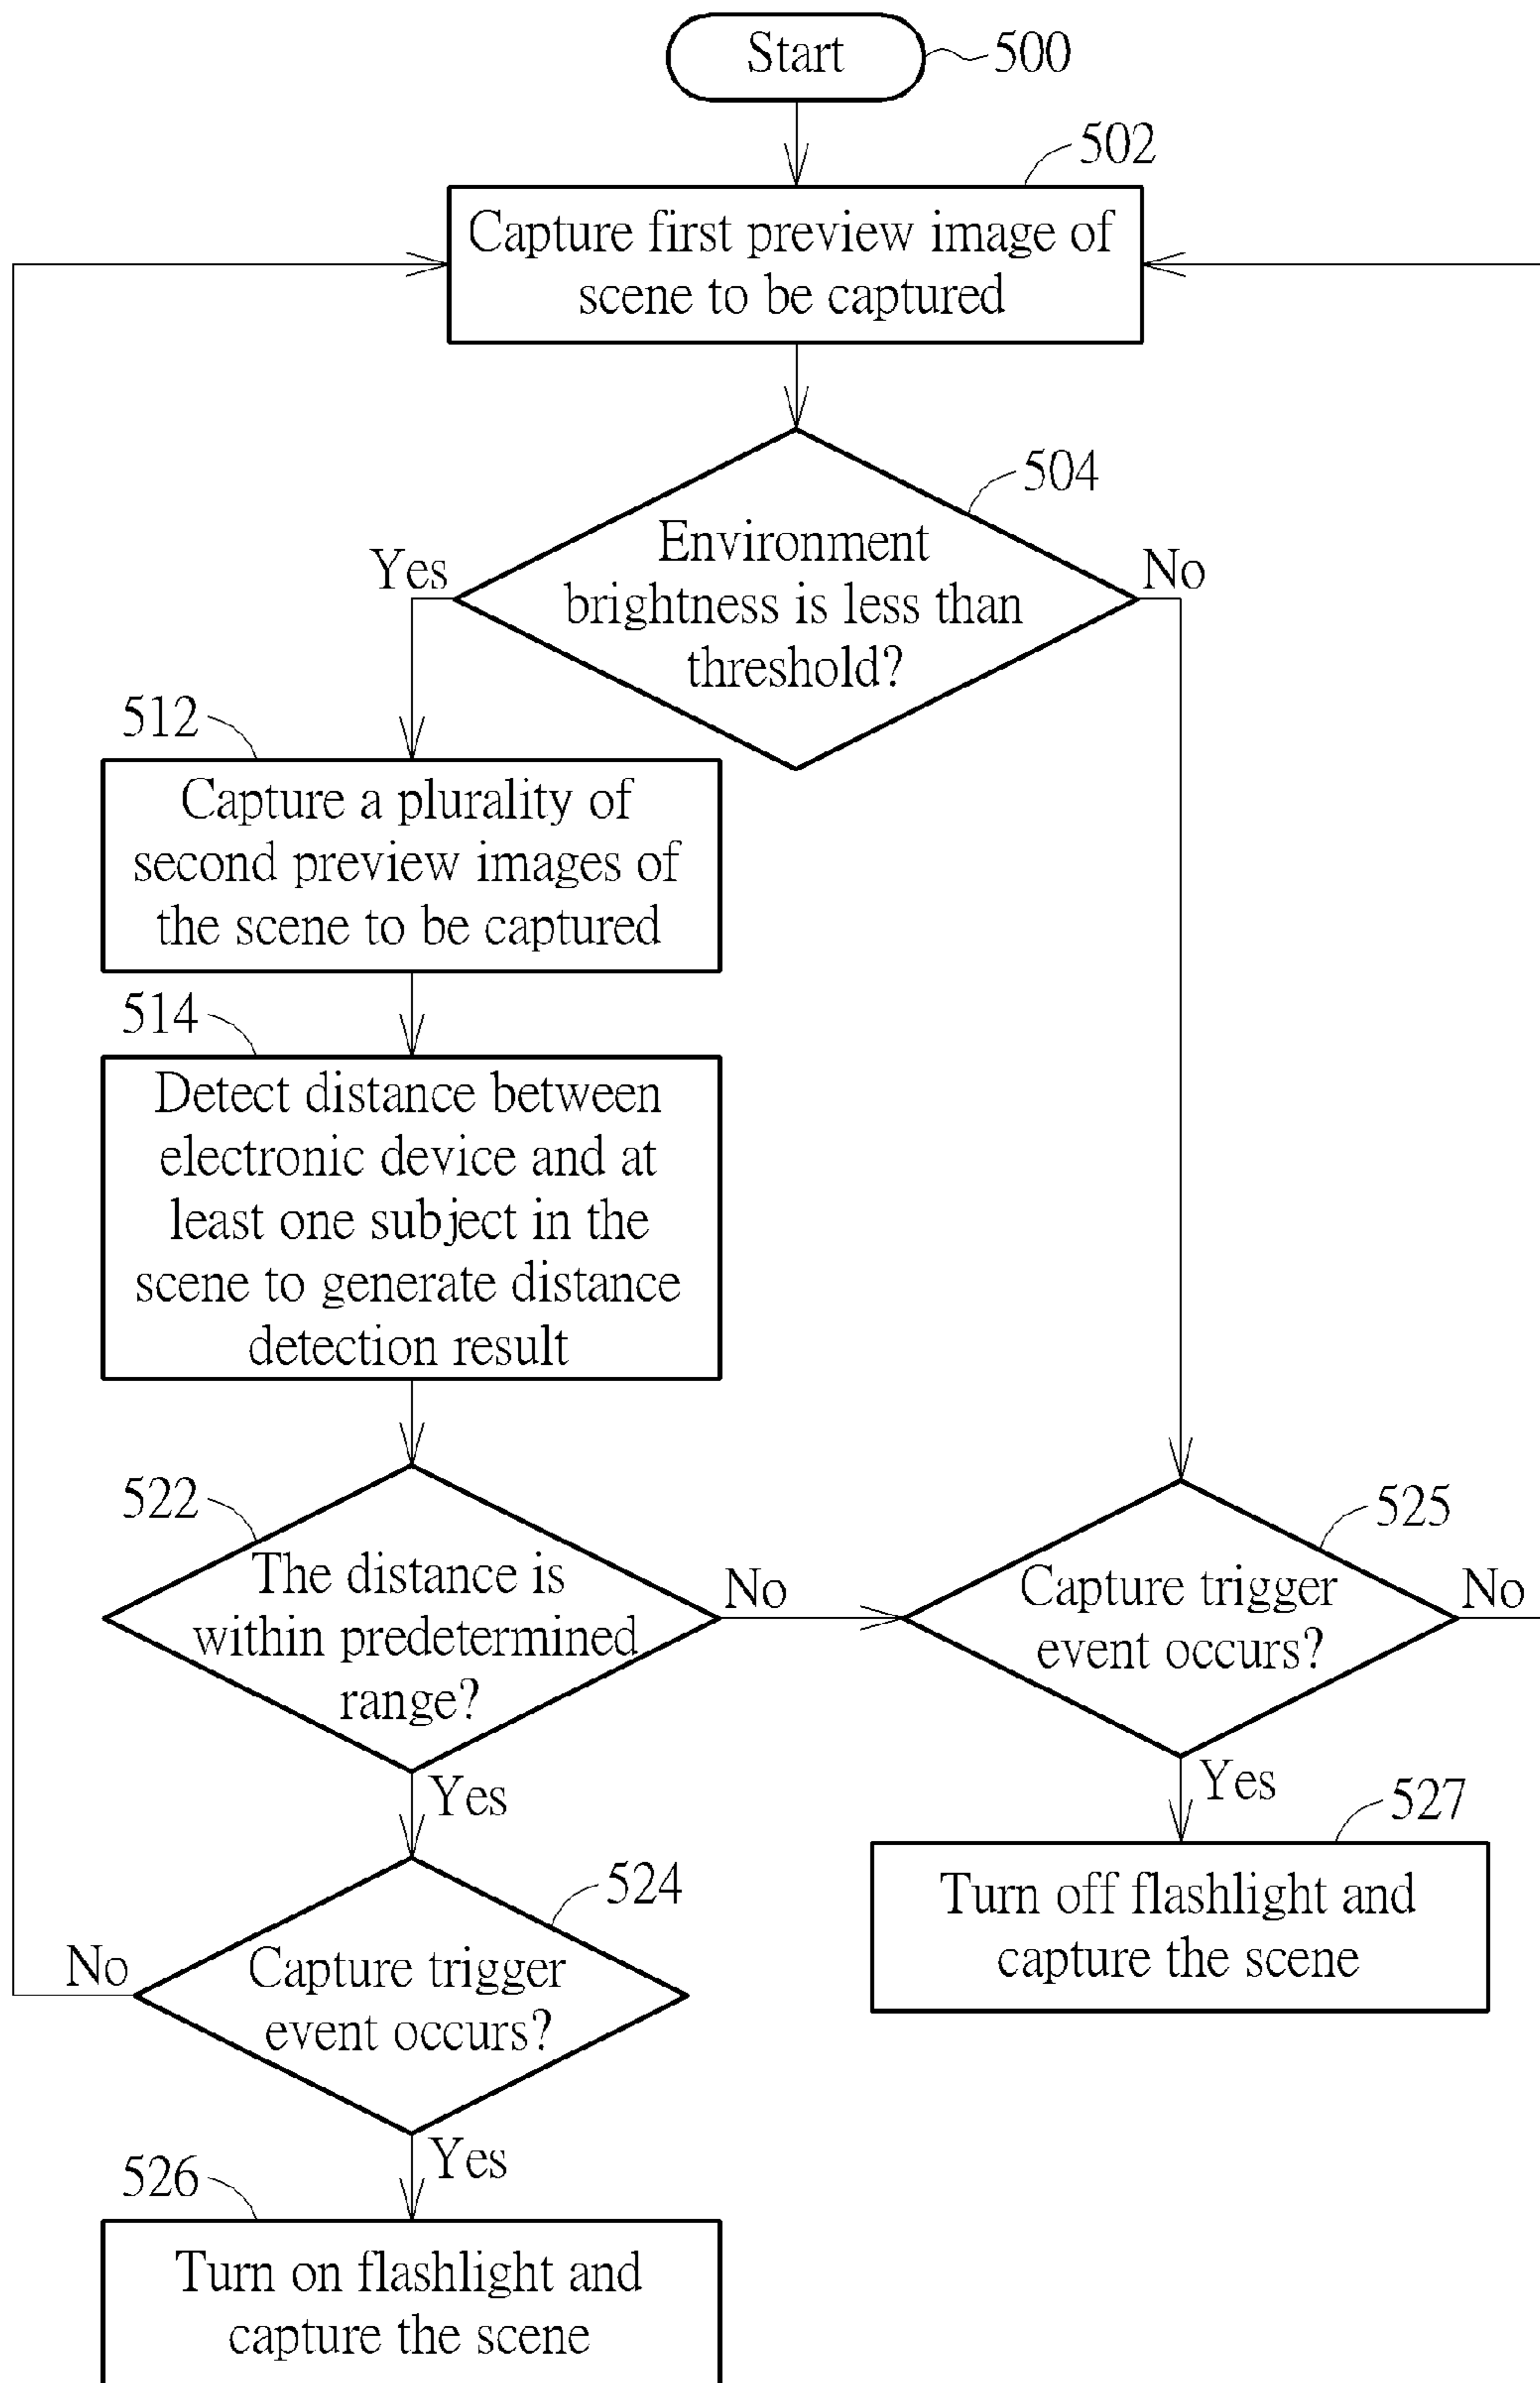 Start
500
502
Capture first preview image of
scene to be captured
504
Environment
brightness is less than
threshold?
Yes
No
512
Capture a plurality of
second preview images of
the scene to be captured
514
Detect distance between
electronic device and at
least one subject in the
scene to generate distance
detection result
522
The distance is
within predetermined
range?
No
Yes
525
Capture trigger
event occurs?
No
Yes
527
Turn off flashlight and
capture the scene
524
Capture trigger
event occurs?
No
Yes
526
Turn on flashlight and
capture the scene